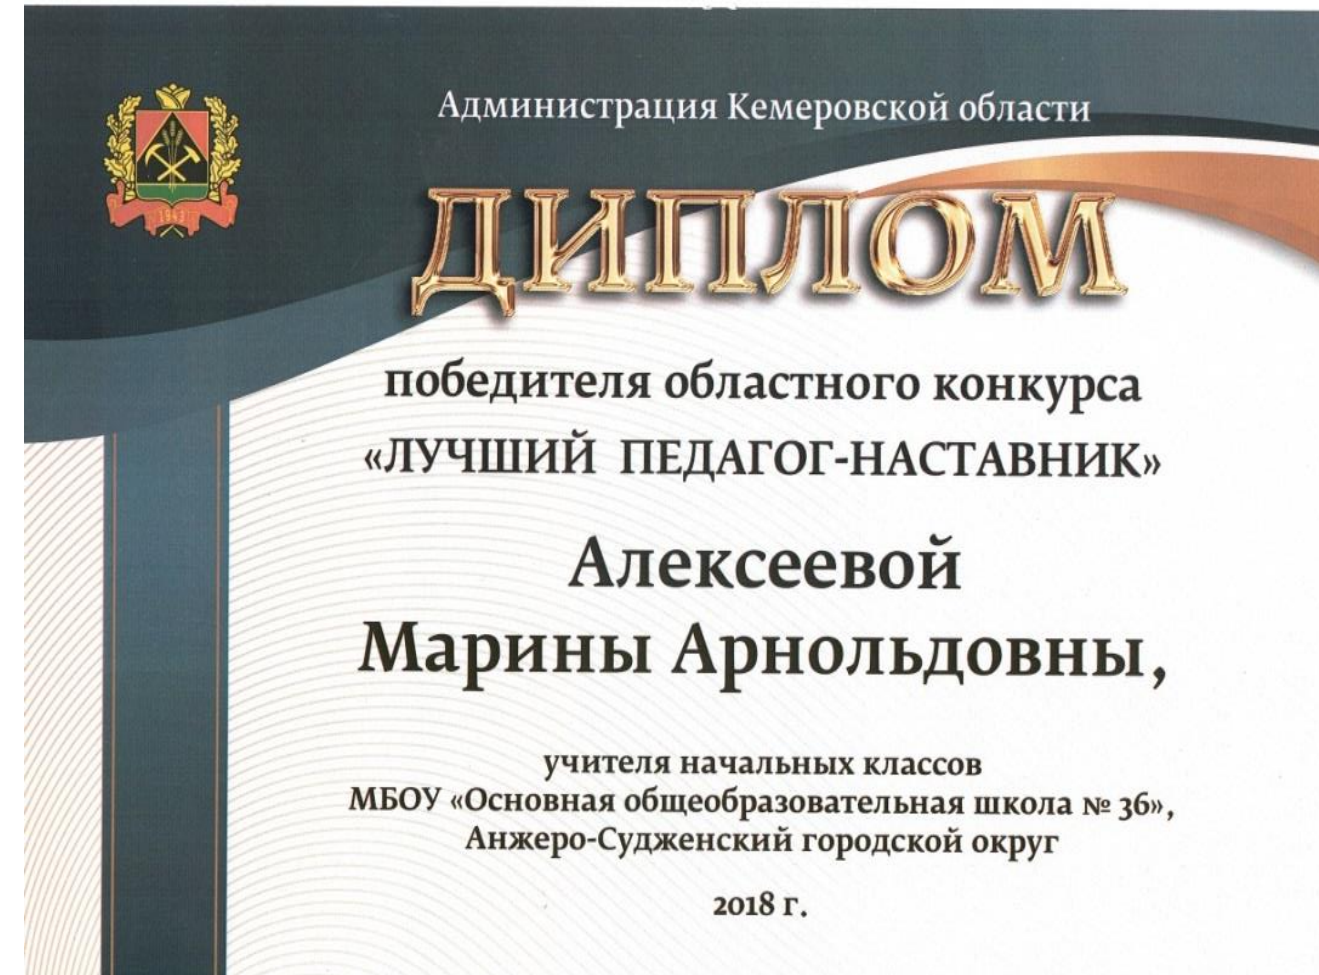 Администрация Кемеровской области
1943
ДИПЛОМ
победителя областного конкурса
«ЛУЧШИЙ ПЕДАГОГ-НАСТАВНИК»
Алексеевой
Марины Арнольдовны,
учителя начальных классов
МБОУ «Основная общеобразовательная школа № 36»,
Анжеро-Судженский городской округ
2018 г.